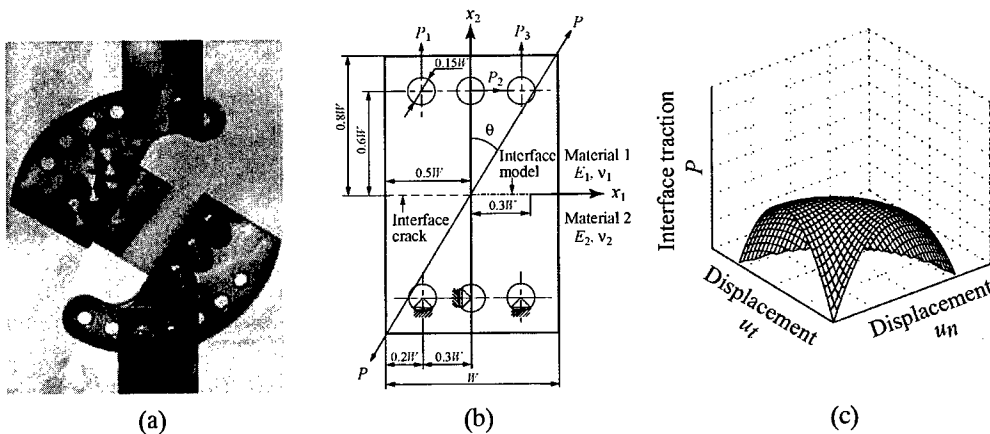 x₂
P
P₁
P₃
0.15W
P₂
0.8W
0.6W
θ
Interface
model
Material 1
E₁, ν₁
0.5W
x₁
0.3W
Interface
crack
Material 2
E₂, ν₂
P
0.2W
0.3W
W
Interface traction
P
Displacement
uₜ
Displacement
uₙ
(a)
(b)
(c)